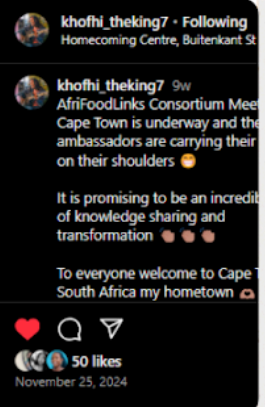 khofhi_theking7 • Following
Homecoming Centre, Buitenkant St
khofhi_theking7 9w
AfriFoodLinks Consortium Mee
Cape Town is underway and the
ambassadors are carrying their
on their shoulders 😁
It is promising to be an incredib
of knowledge sharing and
transformation 👏🏿👏🏾👏🏽
To everyone welcome to Cape T
South Africa my hometown 🫶🏽
50 likes
November 25, 2024